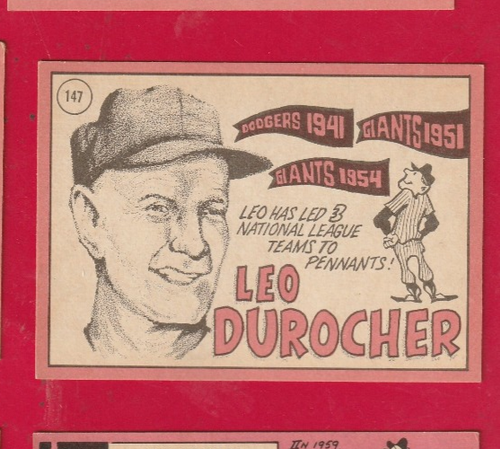 147
DODGERS 1941
GIANTS 1951
GIANTS 1954
LEO HAS LED 3
NATIONAL LEAGUE
TEAMS TO
PENNANTS!
LEO
DUROCHER
IN 1959